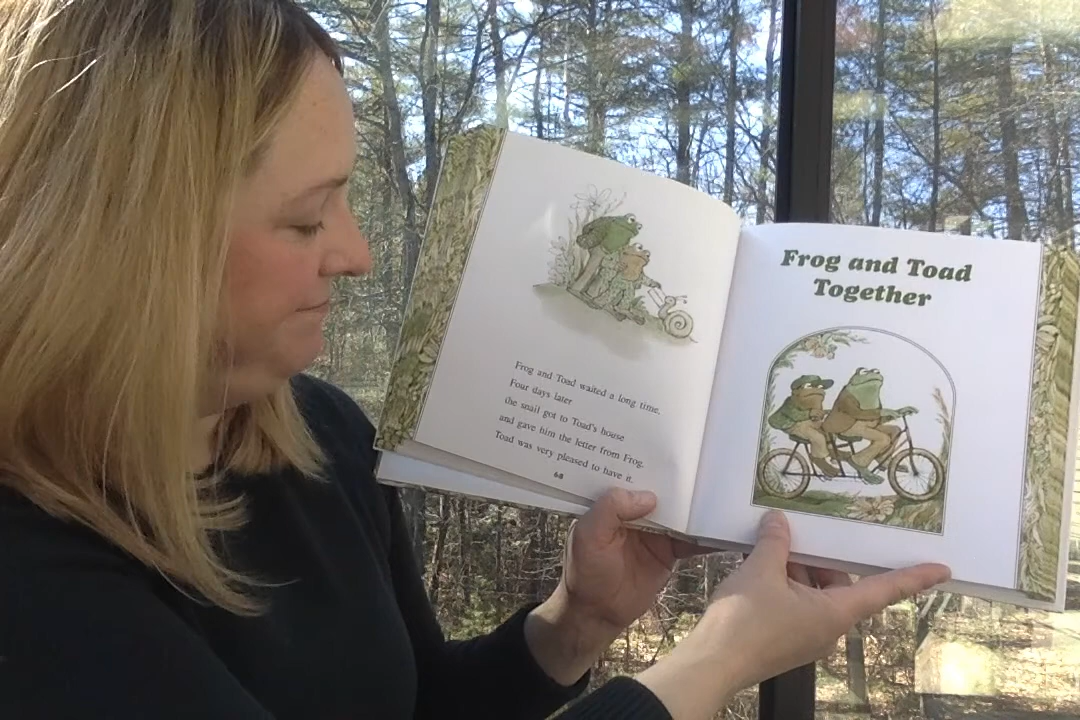 Frog and Toad waited a long time.
Four days later
the snail got to Toad's house
and gave him the letter from Frog.
Toad was very pleased to have it.
68
Frog and Toad
Together